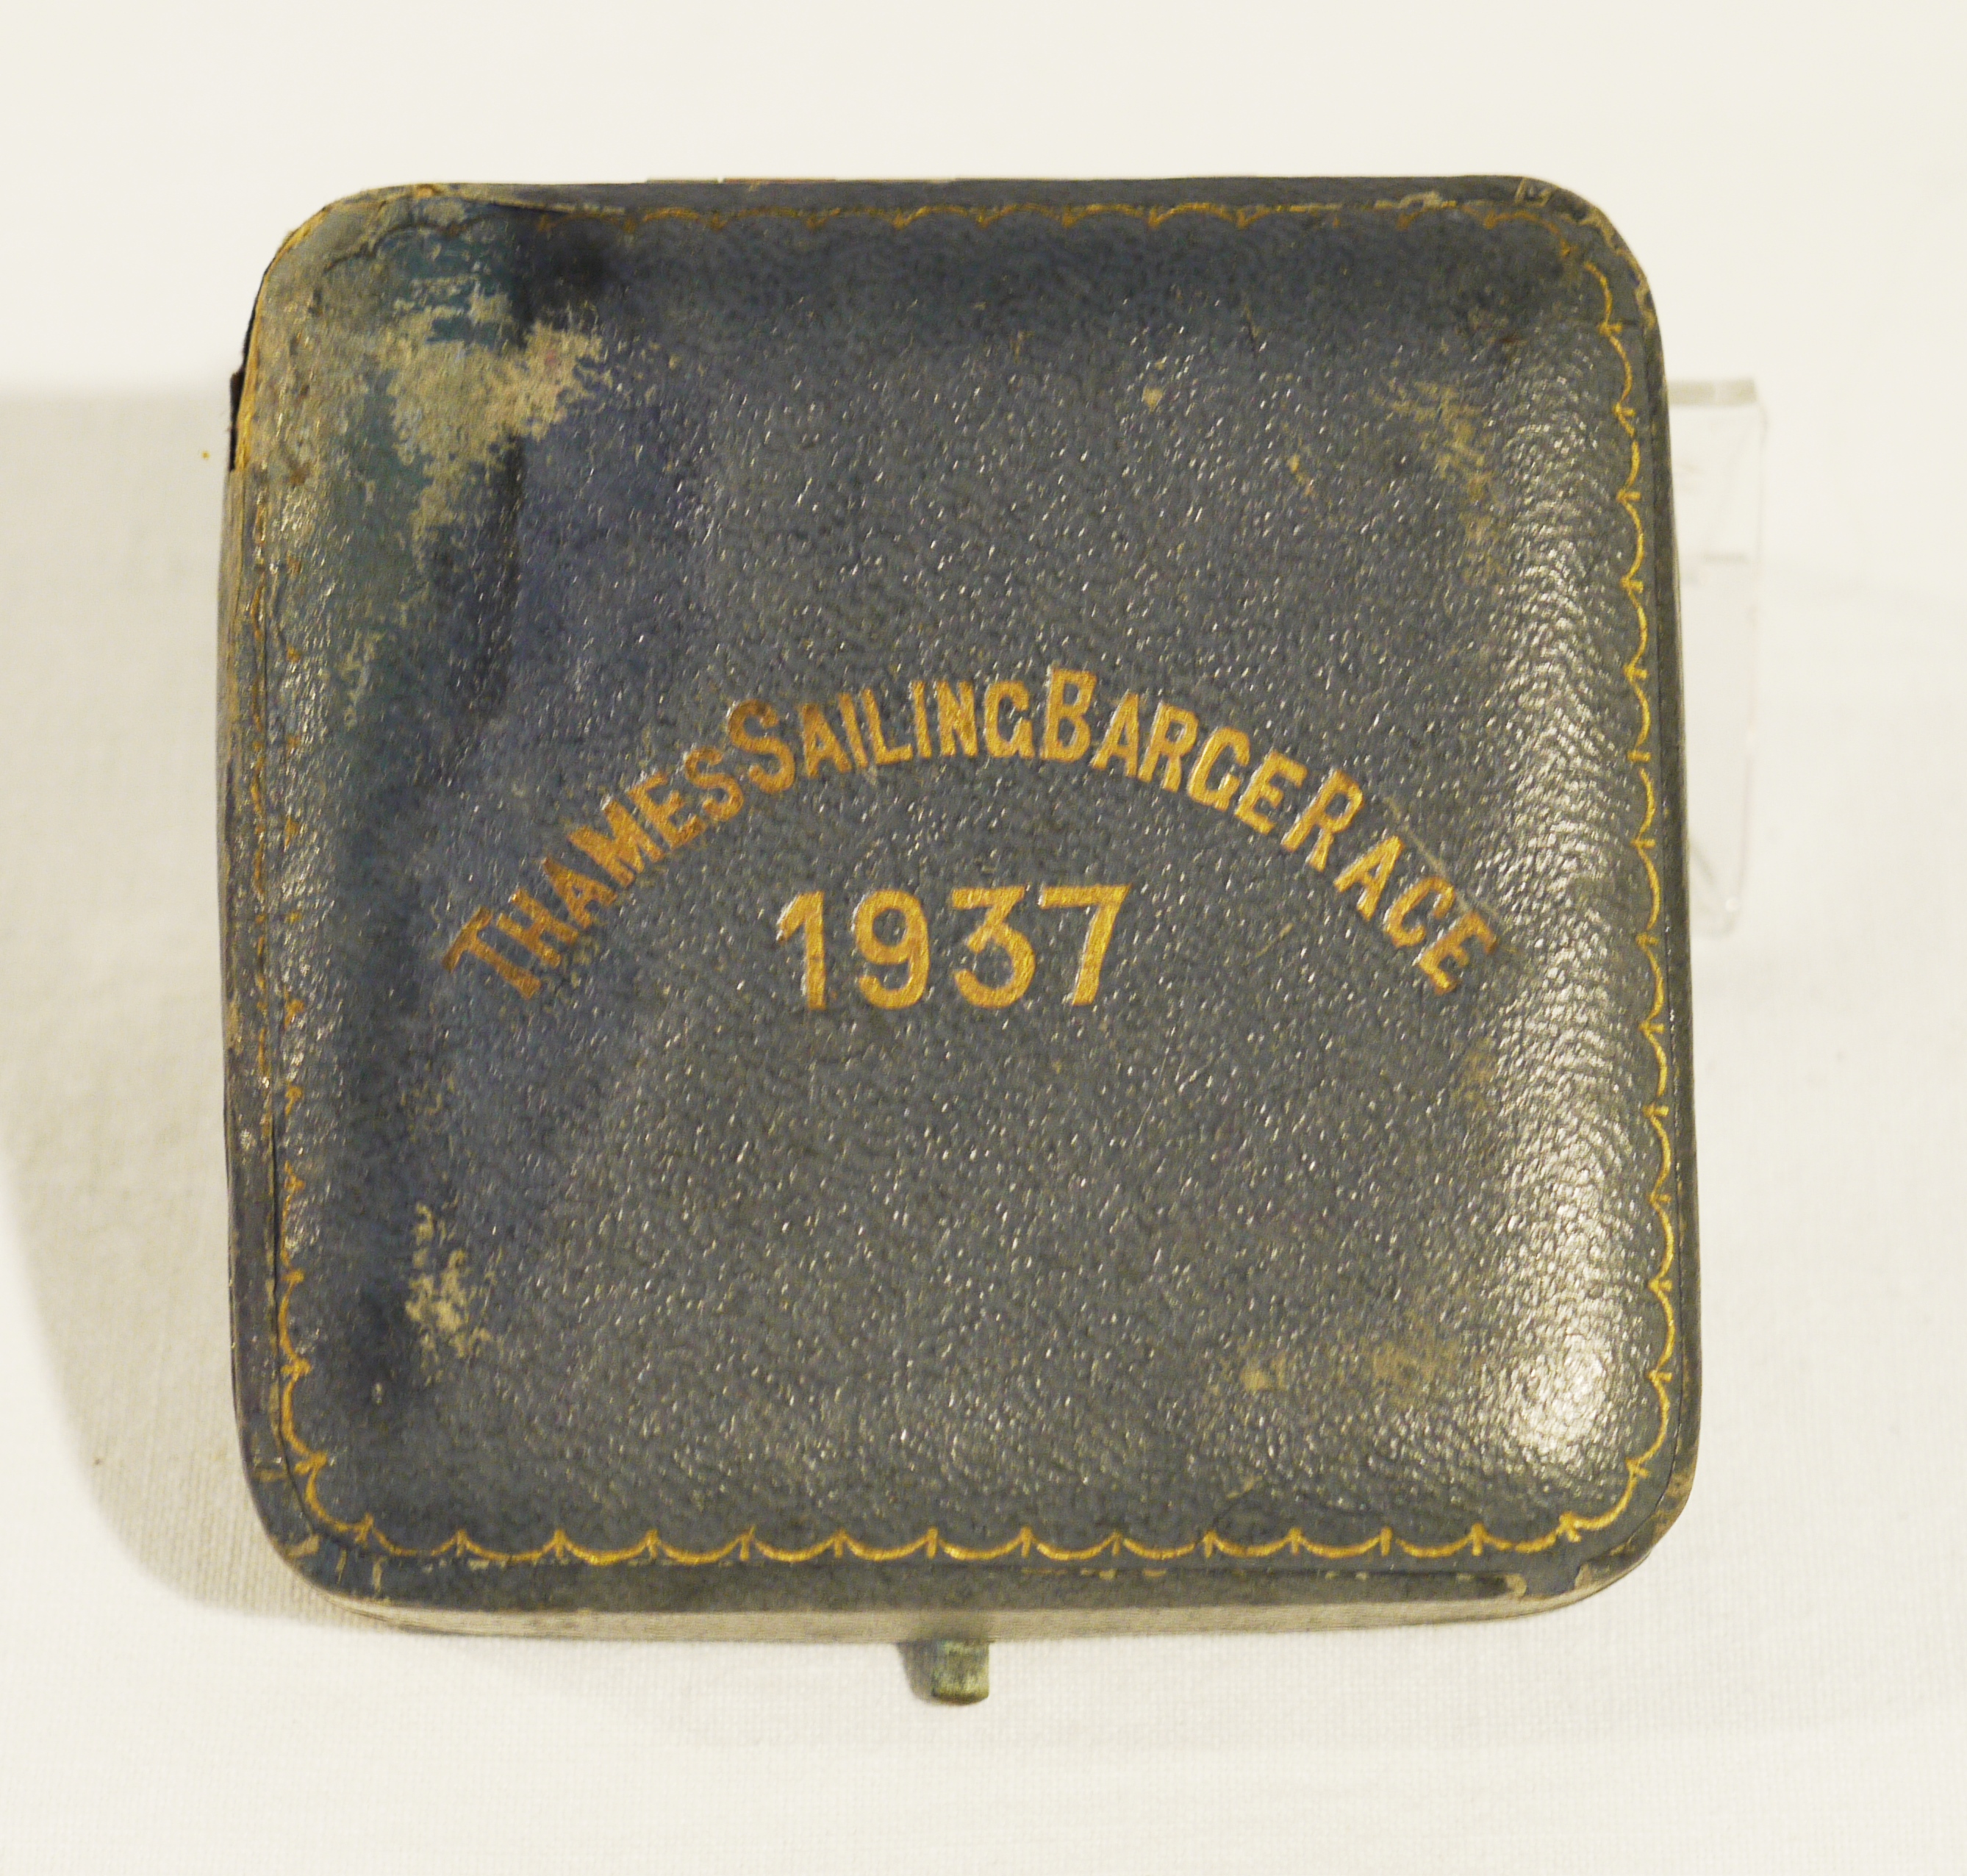 THAMES SAILING BARGE RACE
1937